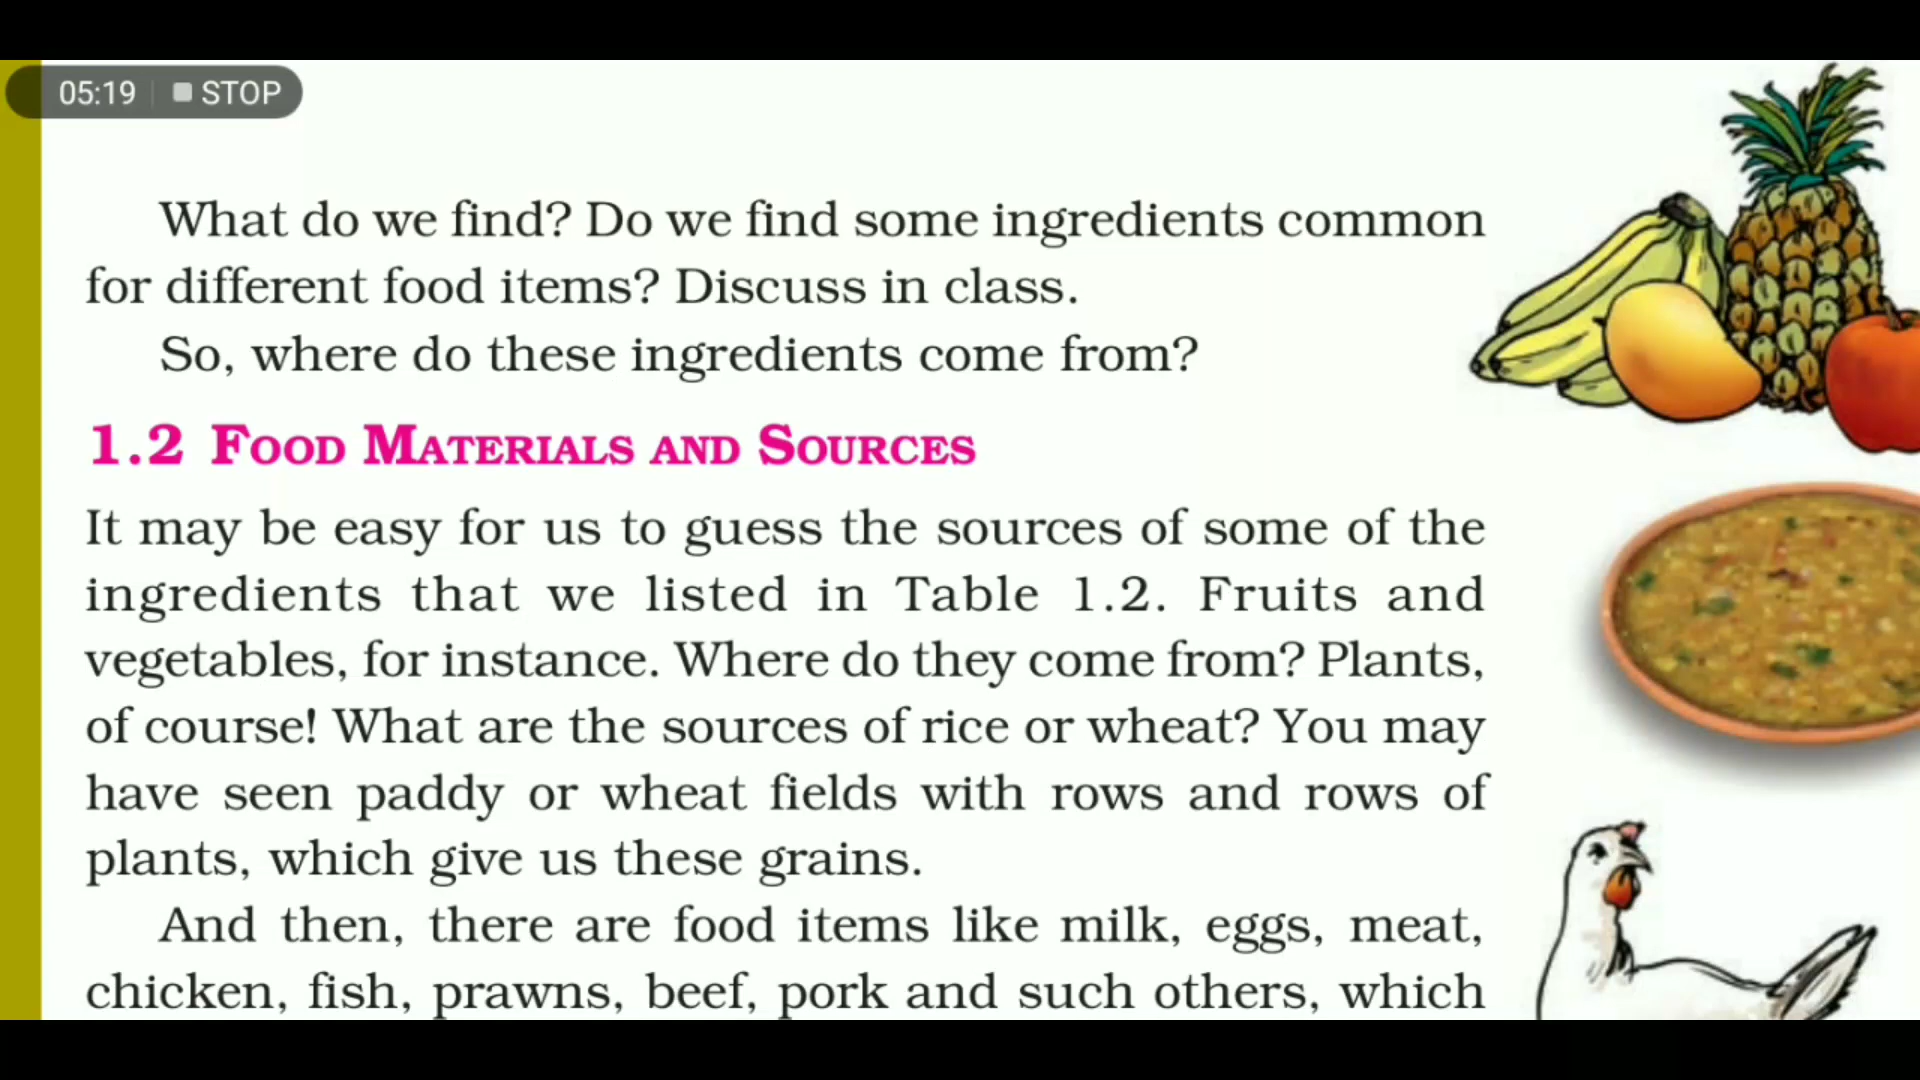 05:19 STOP
What do we find? Do we find some ingredients common
for different food items? Discuss in class.
So, where do these ingredients come from?
1.2 FOOD MATERIALS AND SOURCES
It may be easy for us to guess the sources of some of the
ingredients that we listed in Table 1.2. Fruits and
vegetables, for instance. Where do they come from? Plants,
of course! What are the sources of rice or wheat? You may
have seen paddy or wheat fields with rows and rows of
plants, which give us these grains.
And then, there are food items like milk, eggs, meat,
chicken, fish, prawns, beef, pork and such others, which